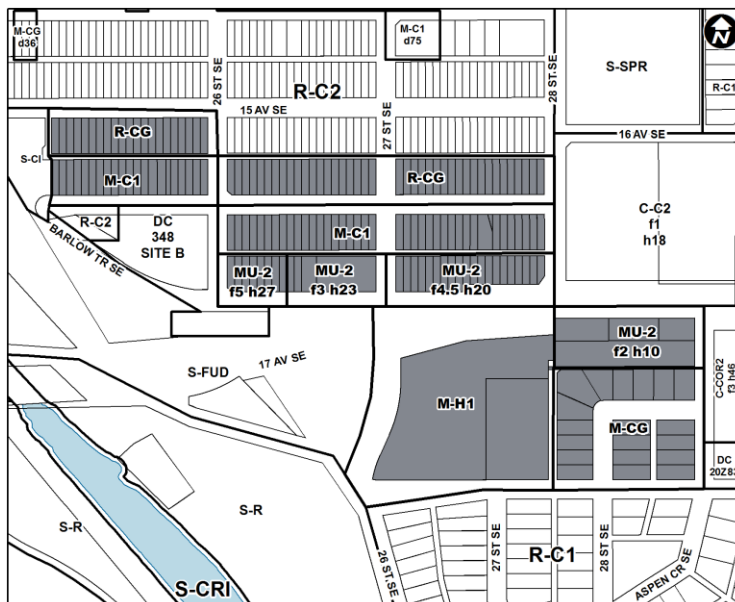 M-CG
d36
M-C1
d75
N
26 ST SE
R-C2
28 ST SE
S-SPR
R-C1
15 AV SE
27 ST SE
16 AV SE
R-CG
S-CI
M-C1
R-CG
C-C2
f1
h18
R-C2
DC
348
SITE B
M-C1
BARLOW TR SE
MU-2
f5 h27
MU-2
f3 h23
MU-2
f4.5 h20
MU-2
f2 h10
S-FUD
17 AV SE
C-COR2
f3 h46
M-H1
M-CG
DC
20Z83
S-R
S-R
S-CRI
26 ST SE
27 ST SE
R-C1
28 ST SE
ASPEN CR SE